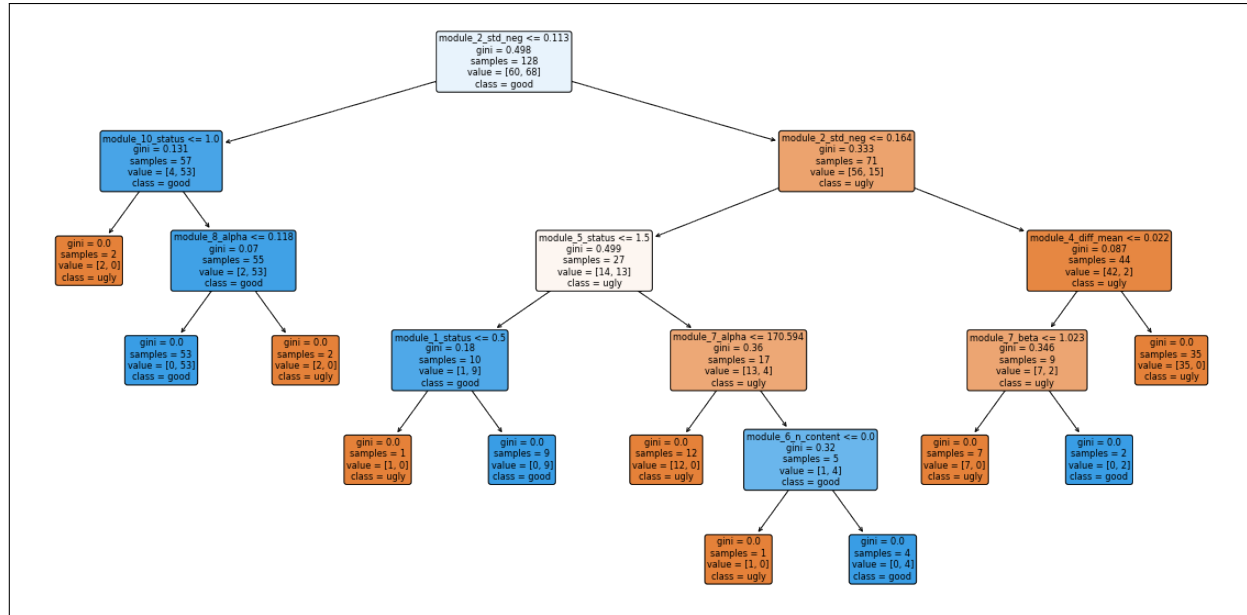 module_2_std_neg <= 0.113
gini = 0.498
samples = 128
value = [60, 68]
class = good
module_10_status <= 1.0
gini = 0.131
samples = 57
value = [4, 53]
class = good
module_2_std_neg <= 0.164
gini = 0.333
samples = 71
value = [56, 15]
class = ugly
gini = 0.0
samples = 2
value = [2, 0]
class = ugly
module_8_alpha <= 0.118
gini = 0.07
samples = 55
value = [2, 53]
class = good
module_5_status <= 1.5
gini = 0.499
samples = 27
value = [14, 13]
class = ugly
module_4_diff_mean <= 0.022
gini = 0.087
samples = 44
value = [42, 2]
class = ugly
gini = 0.0
samples = 53
value = [0, 53]
class = good
gini = 0.0
samples = 2
value = [2, 0]
class = ugly
module_1_status <= 0.5
gini = 0.18
samples = 10
value = [1, 9]
class = good
module_7_alpha <= 170.594
gini = 0.36
samples = 17
value = [13, 4]
class = ugly
module_7_beta <= 1.023
gini = 0.346
samples = 9
value = [7, 2]
class = ugly
gini = 0.0
samples = 35
value = [35, 0]
class = ugly
gini = 0.0
samples = 1
value = [1, 0]
class = ugly
gini = 0.0
samples = 9
value = [0, 9]
class = good
gini = 0.0
samples = 12
value = [12, 0]
class = ugly
module_6_n_content <= 0.0
gini = 0.32
samples = 5
value = [1, 4]
class = good
gini = 0.0
samples = 7
value = [7, 0]
class = ugly
gini = 0.0
samples = 2
value = [0, 2]
class = good
gini = 0.0
samples = 1
value = [1, 0]
class = ugly
gini = 0.0
samples = 4
value = [0, 4]
class = good